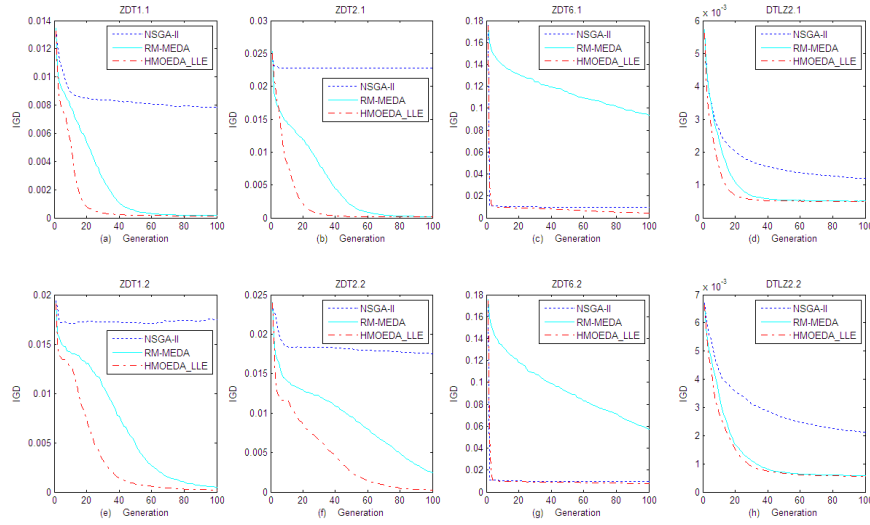 ZDT1.1
0.014
0.012
0.01
0.008
0.006
0.004
0.002
0
IGD
NSGA-II
RM-MEDA
HMOEDA_LLE
0 20 40 60 80 100
(a) Generation
ZDT2.1
0.03
0.025
0.02
0.015
0.01
0.005
0
IGD
NSGA-II
RM-MEDA
HMOEDA_LLE
0 20 40 60 80 100
(b) Generation
ZDT6.1
0.18
0.16
0.14
0.12
0.1
0.08
0.06
0.04
0.02
0
IGD
NSGA-II
RM-MEDA
HMOEDA_LLE
0 20 40 60 80 100
(c) Generation
DTLZ2.1
x 10^-3
6
5
4
3
2
1
0
IGD
NSGA-II
RM-MEDA
HMOEDA_LLE
0 20 40 60 80 100
(d) Generation
ZDT1.2
0.02
0.015
0.01
0.005
0
IGD
NSGA-II
RM-MEDA
HMOEDA_LLE
0 20 40 60 80 100
(e) Generation
ZDT2.2
0.025
0.02
0.015
0.01
0.005
0
IGD
NSGA-II
RM-MEDA
HMOEDA_LLE
0 20 40 60 80 100
(f) Generation
ZDT6.2
0.18
0.16
0.14
0.12
0.1
0.08
0.06
0.04
0.02
0
IGD
NSGA-II
RM-MEDA
HMOEDA_LLE
0 20 40 60 80 100
(g) Generation
DTLZ2.2
x 10^-3
7
6
5
4
3
2
1
0
IGD
NSGA-II
RM-MEDA
HMOEDA_LLE
0 20 40 60 80 100
(h) Generation